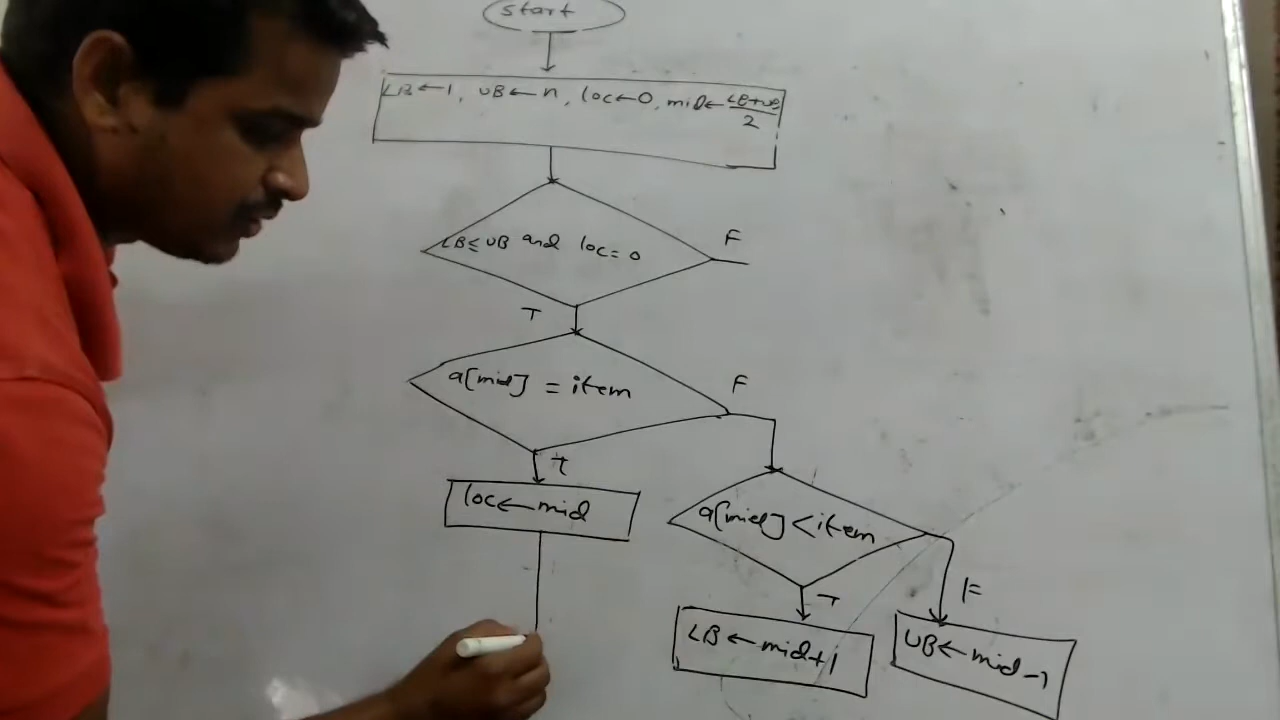 start
LB ← 1, UB ← n, loc ← 0, mid ← LB+UB
2
LB ≤ UB and loc = 0
F
T
a[mid] = item
F
T
loc ← mid
a[mid] < item
T
F
LB ← mid+1
UB ← mid-1